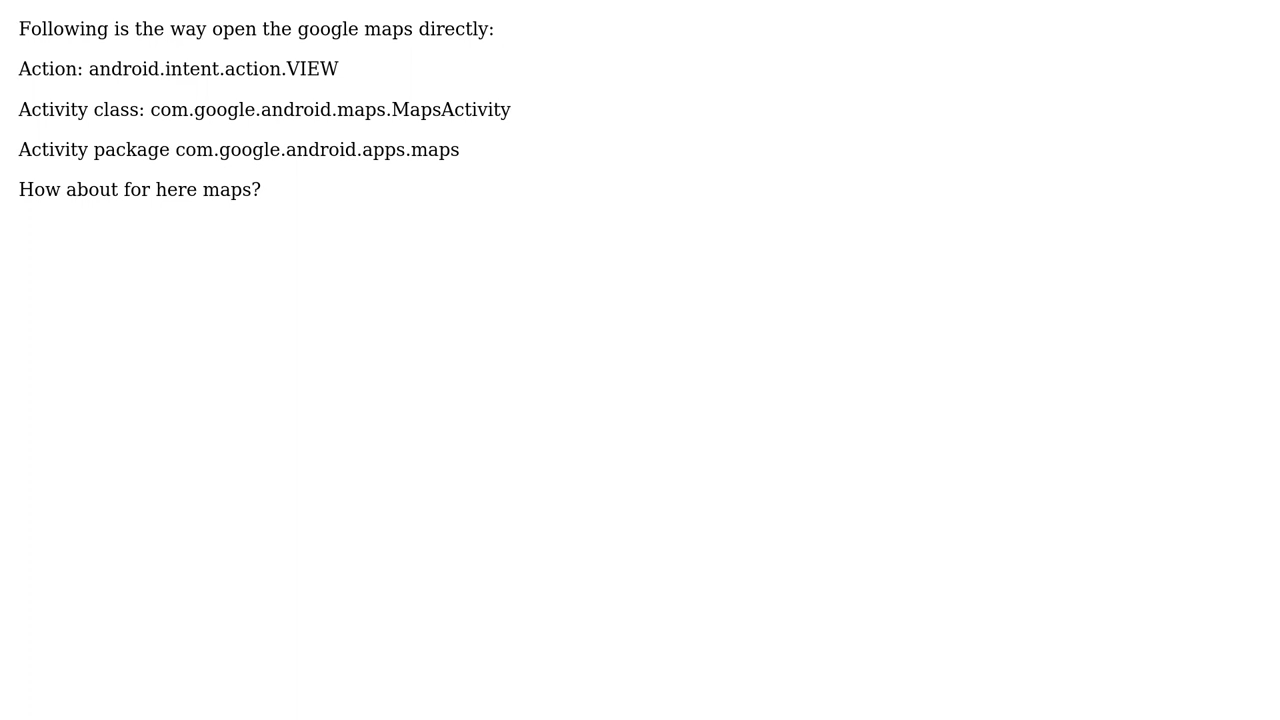 Following is the way open the google maps directly:
Action: android.intent.action.VIEW
Activity class: com.google.android.maps.MapsActivity
Activity package com.google.android.apps.maps
How about for here maps?